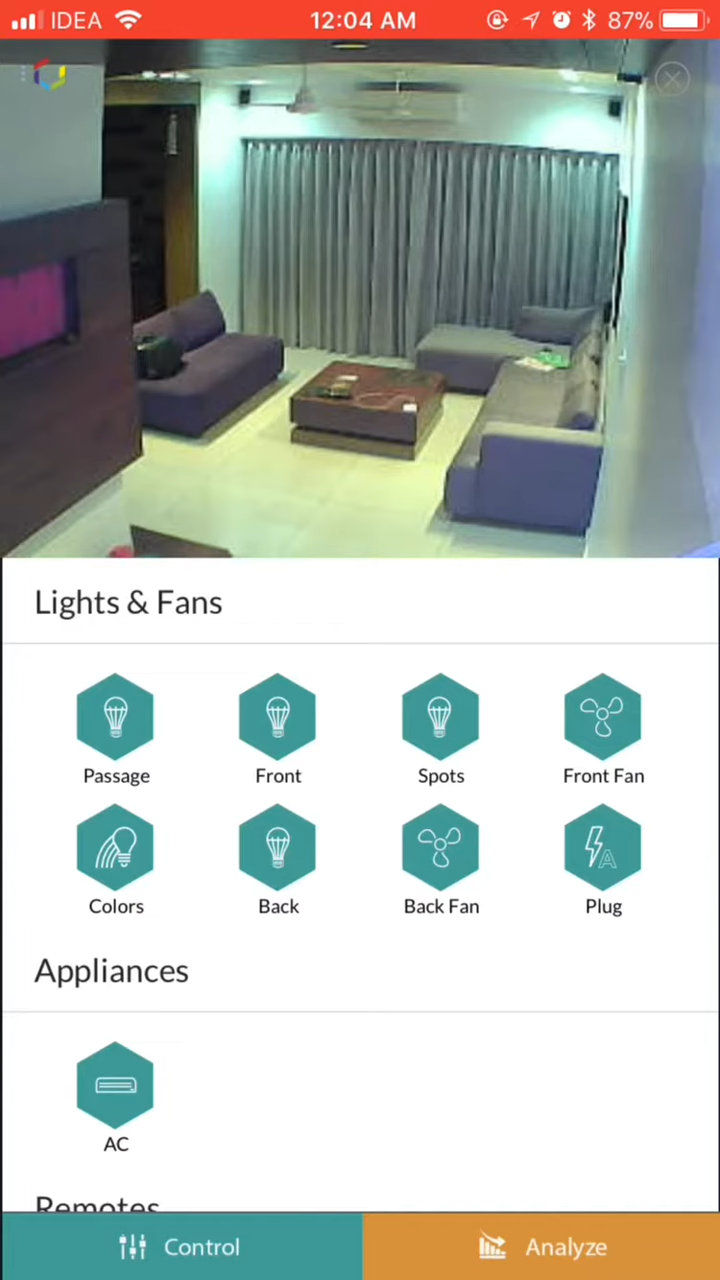 IDEA 12:04 AM 87%
Lights & Fans
Passage Front Spots Front Fan
Colors Back Back Fan Plug
A
Appliances
AC
Remotes
Control Analyze